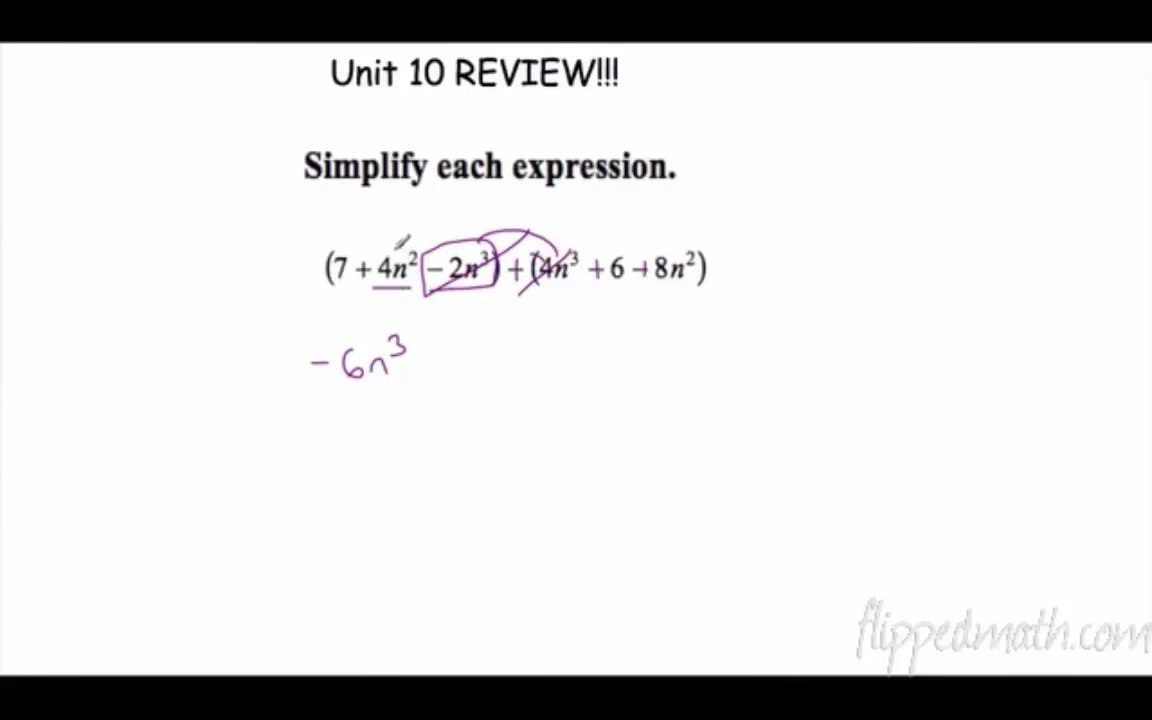 Unit 10 REVIEW!!!
Simplify each expression.
(7 + 4n² − 2n³) + (⁻4n³ + 6 + 8n²)
− 6n³
flippedmath.com